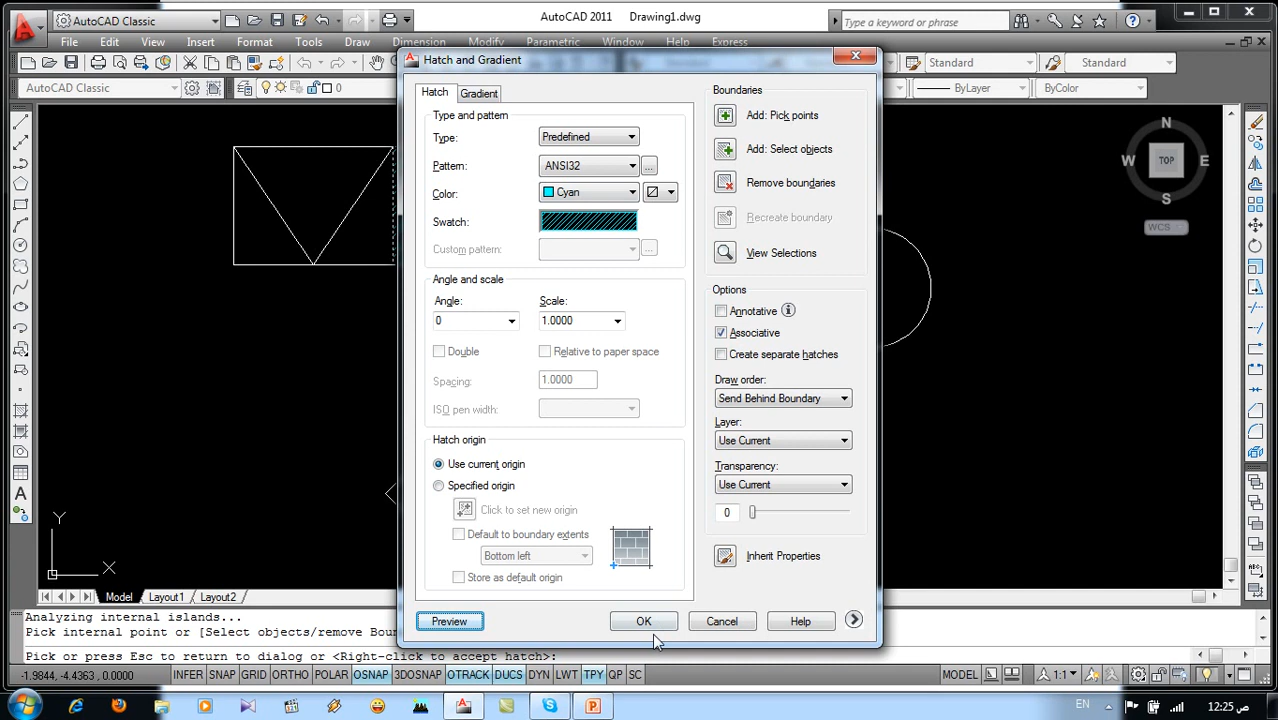 AutoCAD Classic
AutoCAD 2011 Drawing1.dwg
Type a keyword or phrase
File Edit View Insert Format Tools Draw Dimension Modify Parametric Window Help Express
Hatch and Gradient
Standard
Standard
AutoCAD Classic
0
ByLayer
ByColor
Hatch
Gradient
Type and pattern
Type:
Predefined
Pattern:
ANSI32
...
Color:
Cyan
Swatch:
Custom pattern:
...
Angle and scale
Angle:
Scale:
0
1.0000
Double
Relative to paper space
Spacing:
1.0000
ISO pen width:
Hatch origin
Use current origin
Specified origin
Click to set new origin
Default to boundary extents
Bottom left
Store as default origin
Boundaries
Add: Pick points
Add: Select objects
Remove boundaries
Recreate boundary
View Selections
Options
Annotative
Associative
Create separate hatches
Draw order:
Send Behind Boundary
Layer:
Use Current
Transparency:
Use Current
0
Inherit Properties
Preview
OK
Cancel
Help
N
W
TOP
E
S
WCS
A
Y
X
Model
Layout1
Layout2
Analyzing internal islands...
Pick internal point or [Select objects/remove Bou
Pick or press Esc to return to dialog or <Right-click to accept hatch>:
-1.9844, -4.4363, 0.0000
INFER SNAP GRID ORTHO POLAR OSNAP 3DOSNAP OTRACK DUCS DYN LWT TPY QP SC
MODEL
1:1
EN
12:25 ص